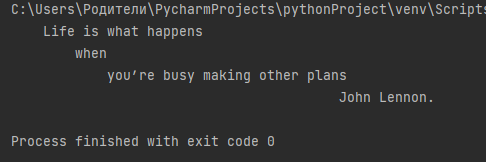 C:\Users\Родители\PycharmProjects\pythonProject\venv\Scripts
Life is what happens
when
you’re busy making other plans
John Lennon.
Process finished with exit code 0